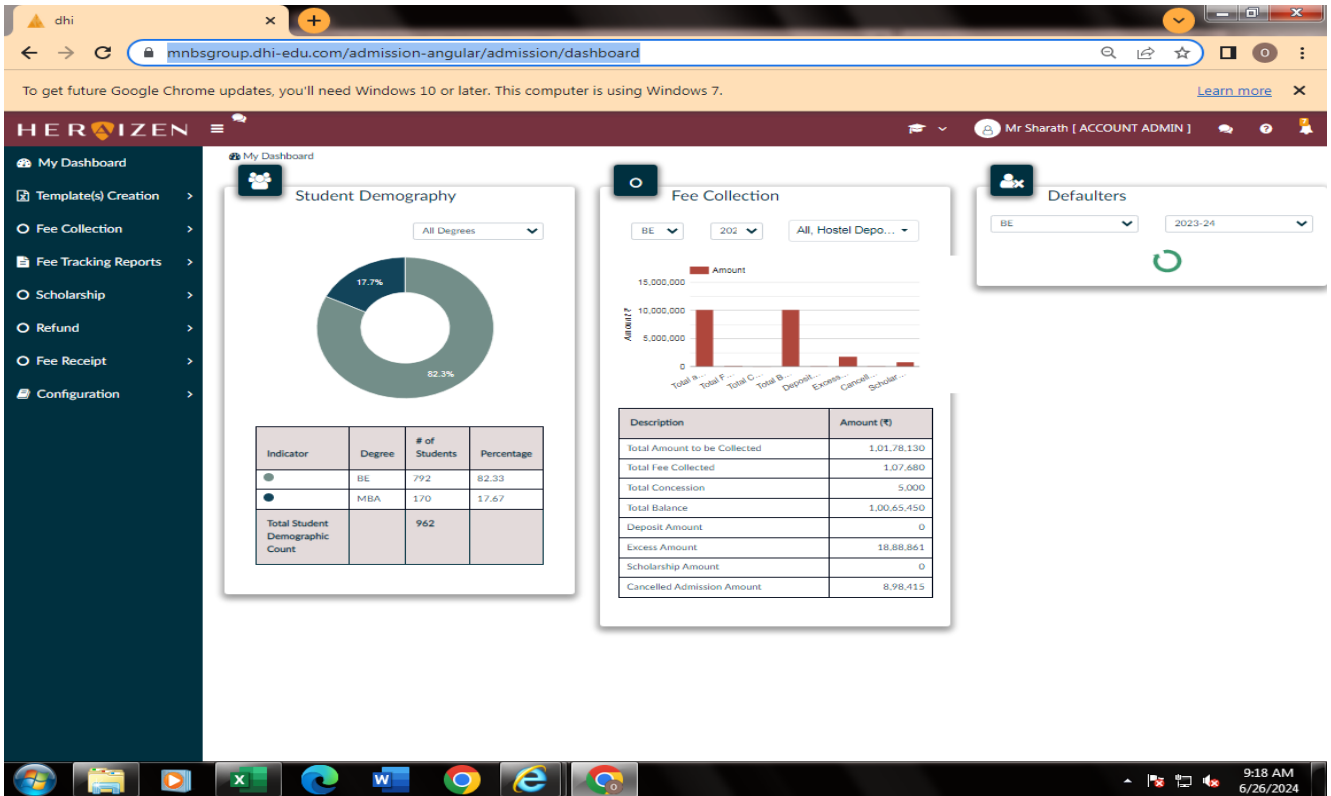 dhi
mnbsgroup.dhi-edu.com/admission-angular/admission/dashboard
O
To get future Google Chrome updates, you'll need Windows 10 or later. This computer is using Windows 7.
Learn more
HERAIZEN
Mr Sharath [ ACCOUNT ADMIN ]
My Dashboard
Template(s) Creation
Fee Collection
Fee Tracking Reports
Scholarship
Refund
Fee Receipt
Configuration
My Dashboard
Student Demography
All Degrees
17.7%
82.3%
Indicator Degree # of Students Percentage
BE 792 82.33
MBA 170 17.67
Total Student Demographic Count 962
Fee Collection
BE 202 All, Hostel Depo...
Amount
Amount ₹
15,000,000
10,000,000
5,000,000
0
Total a... Total F... Total C... Total B... Deposit... Excess... Cancell... Scholar...
Description Amount (₹)
Total Amount to be Collected 1,01,78,130
Total Fee Collected 1,07,680
Total Concession 5,000
Total Balance 1,00,65,450
Deposit Amount 0
Excess Amount 18,88,861
Scholarship Amount 0
Cancelled Admission Amount 8,98,415
Defaulters
BE 2023-24
9:18 AM
6/26/2024